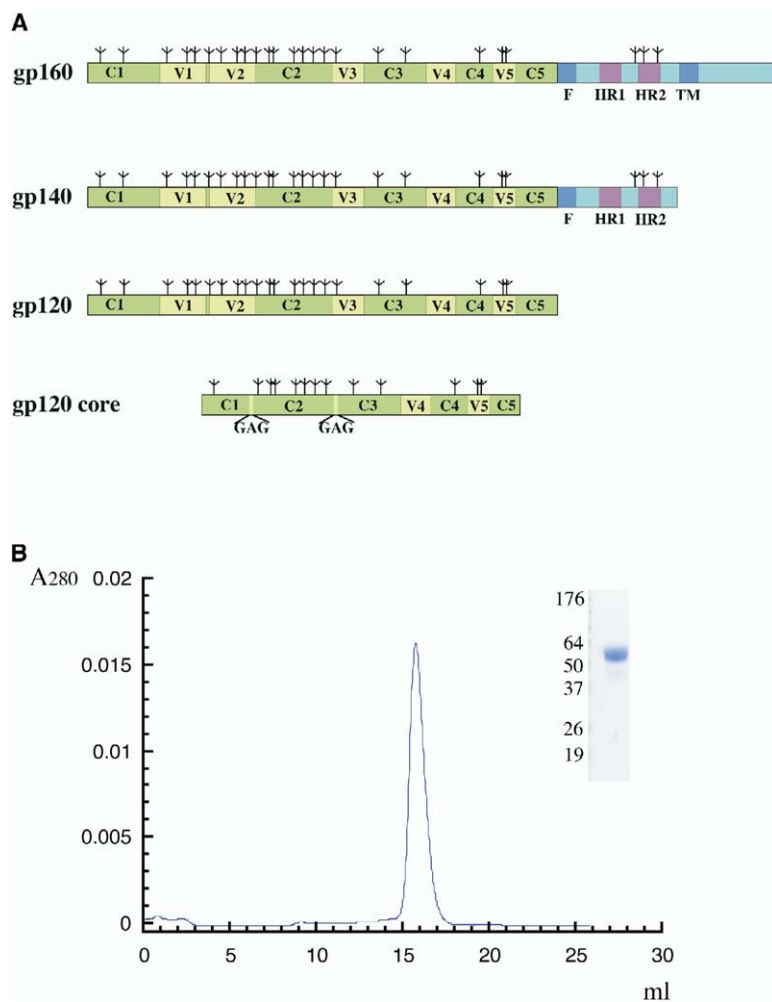 A
gp160
C1 V1 V2 C2 V3 C3 V4 C4 V5 C5
F HR1 HR2 TM
gp140
C1 V1 V2 C2 V3 C3 V4 C4 V5 C5
F HR1 HR2
gp120
C1 V1 V2 C2 V3 C3 V4 C4 V5 C5
gp120 core
C1 C2 C3 V4 C4 V5 C5
GAG GAG
B
A280
0.02
0.015
0.01
0.005
0
0 5 10 15 20 25 30
ml
176
64
50
37
26
19